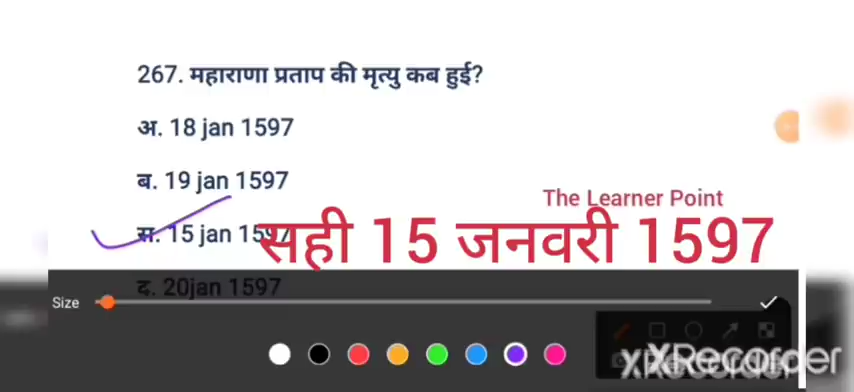 267. महाराणा प्रताप की मृत्यु कब हुई?
अ. 18 jan 1597
ब. 19 jan 1597
The Learner Point
स. 15 jan 1597
सही 15 जनवरी 1597
द. 20jan 1597
Size
XRecorder